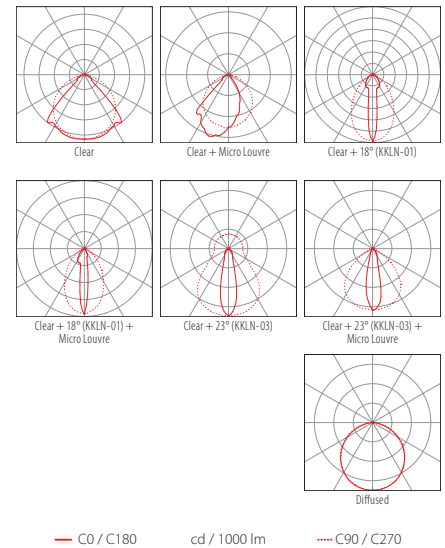 Clear
Clear + Micro Louvre
Clear + 18° (KKLN-01)
Clear + 18° (KKLN-01) +
Micro Louvre
Clear + 23° (KKLN-03)
Clear + 23° (KKLN-03) +
Micro Louvre
Diffused
C0 / C180
cd / 1000 lm
C90 / C270